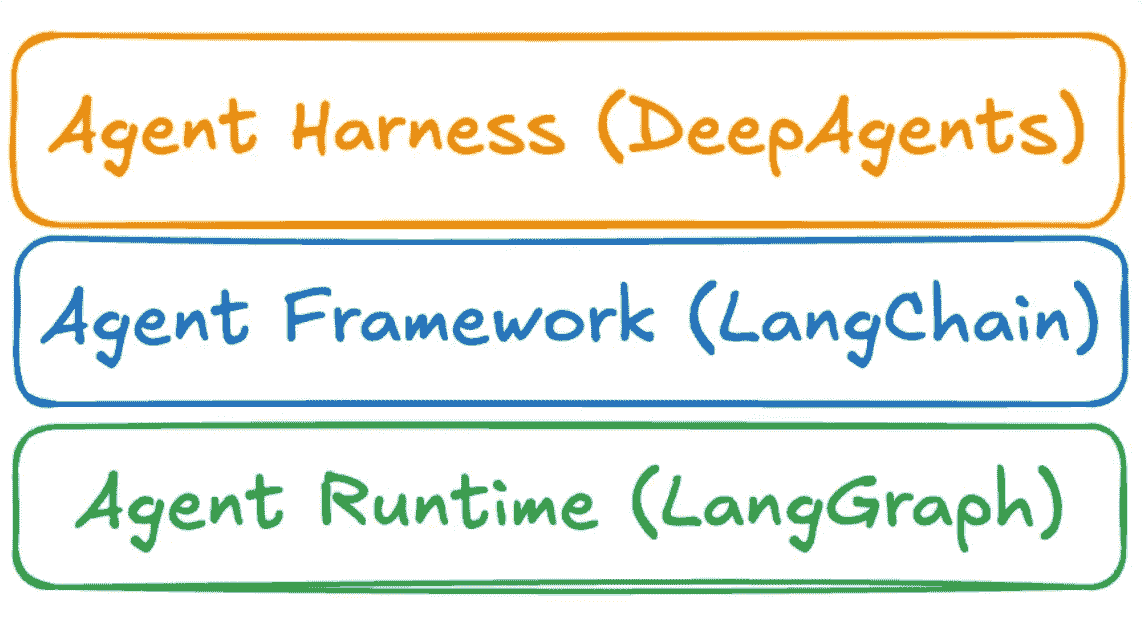 Agent Harness (DeepAgents)
Agent Framework (LangChain)
Agent Runtime (LangGraph)